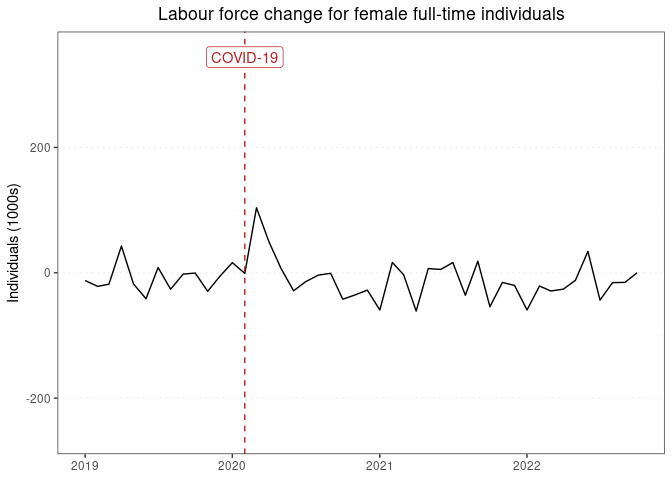 Labour force change for female full-time individuals
COVID-19
Individuals (1000s)
200
0
-200
2019
2020
2021
2022